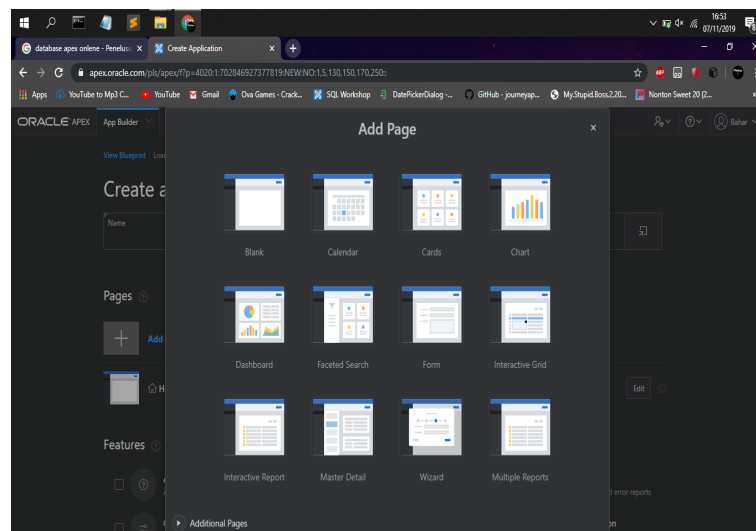 16:53
07/11/2019
database apex onlene - Penelus
Create Application
apex.oracle.com/pls/apex/f?p=4020:1:702846927377819:NEW:NO:1,5,130,150,170,250::
Apps YouTube to Mp3 C... YouTube Gmail Ova Games - Crack... SQL Workshop DatePickerDialog -... GitHub - journeyap... My.Stupid.Boss.2.20... Nonton Sweet 20 (2...
ORACLE APEX App Builder Bahar
View Blueprint Loa
Add Page
Create a
Name
Blank Calendar Cards Chart
Pages
Add
Dashboard Faceted Search Form Interactive Grid
H Edit
Features
Interactive Report Master Detail Wizard Multiple Reports
d error reports
Additional Pages
on